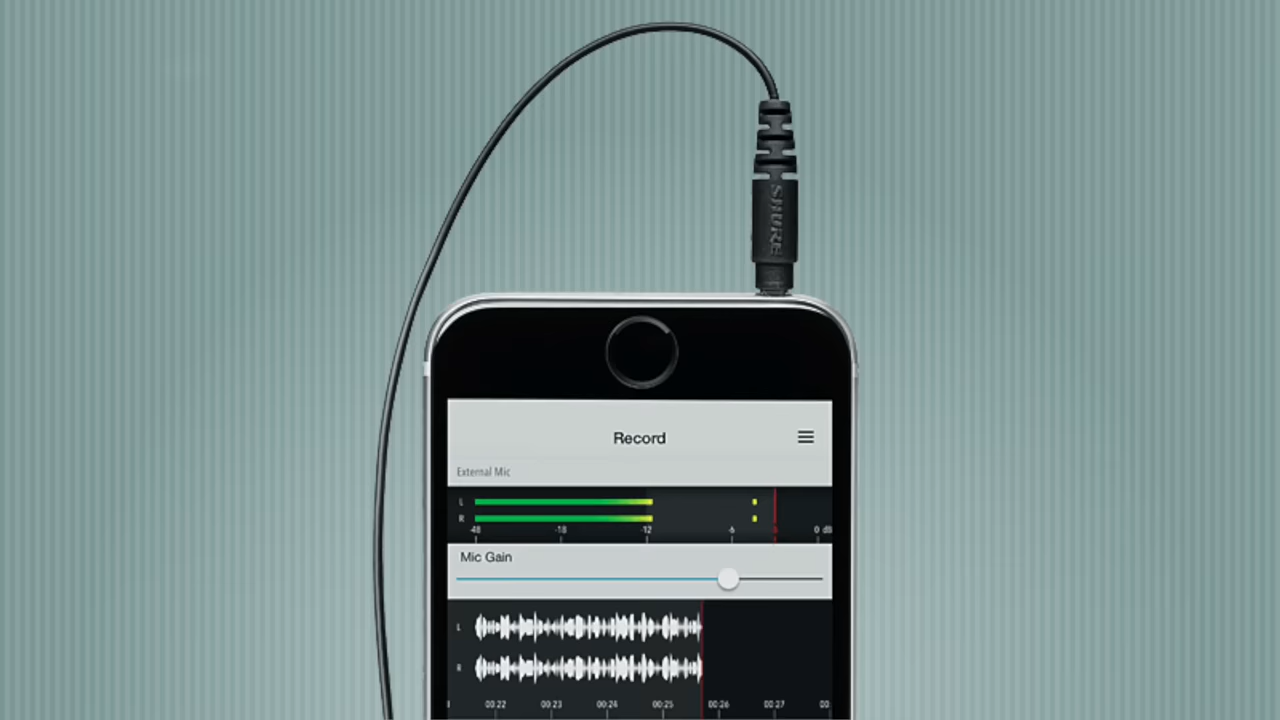 SHURE
Record
External Mic
L
R
-48 -18 -12 -6 0 dB
Mic Gain
L
R
00:22 00:23 00:24 00:25 00:26 00:27 00